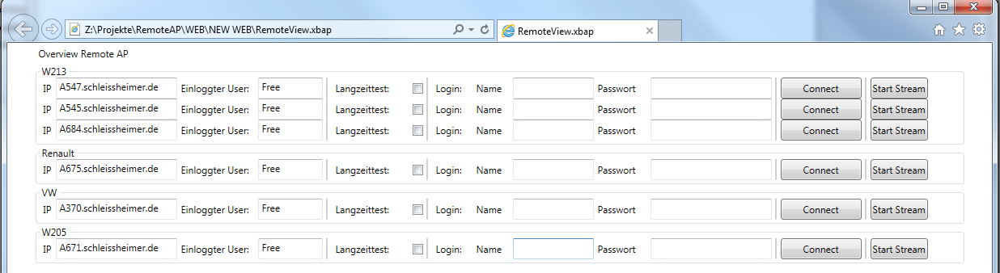 Z:\Projekte\RemoteAP\WEB\NEW WEB\RemoteView.xbap RemoteView.xbap
Overview Remote AP
W213
IP A547.schleissheimer.de Einloggter User: Free Langzeittest: Login: Name Passwort Connect Start Stream
IP A545.schleissheimer.de Einloggter User: Free Langzeittest: Login: Name Passwort Connect Start Stream
IP A684.schleissheimer.de Einloggter User: Free Langzeittest: Login: Name Passwort Connect Start Stream
Renault
IP A675.schleissheimer.de Einloggter User: Free Langzeittest: Login: Name Passwort Connect Start Stream
VW
IP A370.schleissheimer.de Einloggter User: Free Langzeittest: Login: Name Passwort Connect Start Stream
W205
IP A671.schleissheimer.de Einloggter User: Free Langzeittest: Login: Name Passwort Connect Start Stream